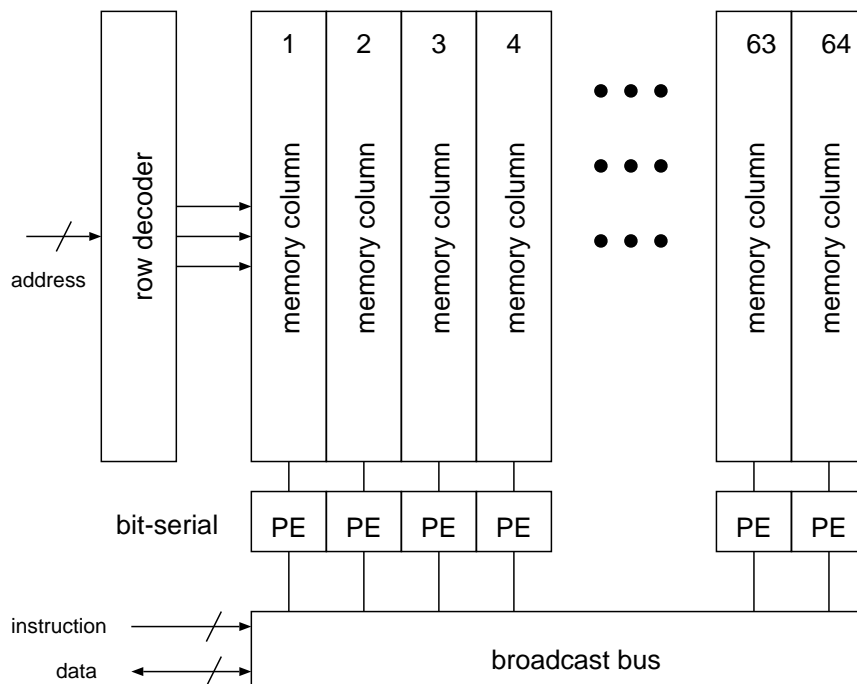 1 2 3 4 63 64
row decoder
memory column
memory column
memory column
memory column
memory column
memory column
address
bit-serial
PE PE PE PE PE PE
instruction
data
broadcast bus